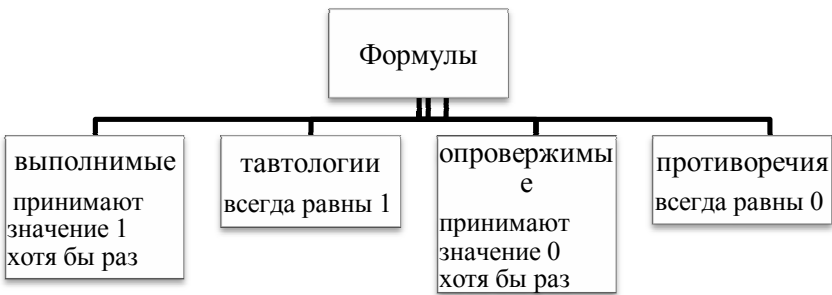 Формулы
выполнимые
принимают
значение 1
хотя бы раз
тавтологии
всегда равны 1
опровержимы
е
принимают
значение 0
хотя бы раз
противоречия
всегда равны 0